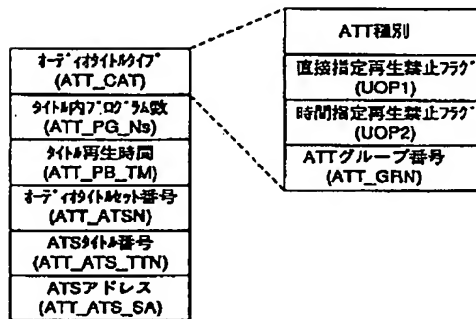 オーディオタイトルタイプ
(ATT_CAT)
タイトル内プログラム数
(ATT_PG_Ns)
タイトル再生時間
(ATT_PB_TM)
オーディオタイトルセット番号
(ATT_ATSN)
ATSタイトル番号
(ATT_ATS_TTN)
ATSアドレス
(ATT_ATS_SA)
ATT種別
直接指定再生禁止フラグ
(UOP1)
時間指定再生禁止フラグ
(UOP2)
ATTグループ番号
(ATT_GRN)